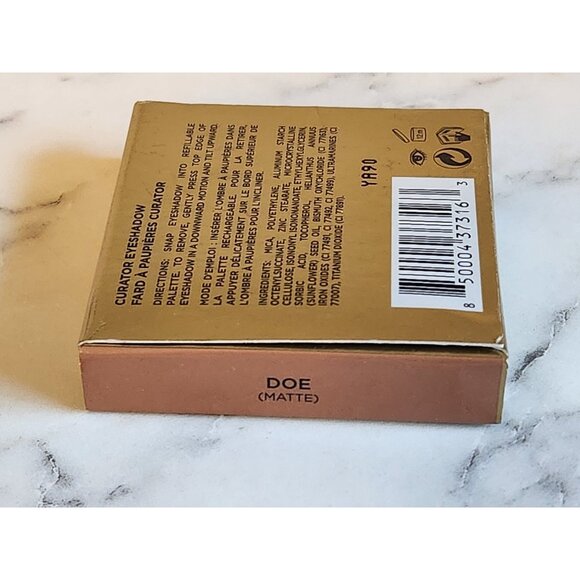 CURATOR EYESHADOW
FARD À PAUPIÈRES CURATOR
DIRECTIONS: SNAP EYESHADOW INTO REFILLABLE
PALETTE. TO REMOVE, GENTLY PRESS TOP EDGE OF
EYESHADOW IN A DOWNWARD MOTION AND TILT UPWARD.
MODE D'EMPLOI : INSÉRER L'OMBRE À PAUPIÈRES DANS
LA PALETTE RECHARGEABLE. POUR LA RETIRER,
APPUYER DÉLICATEMENT SUR LE BORD SUPÉRIEUR DE
L'OMBRE À PAUPIÈRES POUR L'INCLINER.
INGREDIENTS: MICA, POLYETHYLENE, ALUMINUM STARCH
OCTENYLSUCCINATE, ZINC STEARATE, MICROCRYSTALLINE
CELLULOSE, ISONONYL ISONONANOATE, ETHYLHEXYLGLYCERIN,
SORBIC ACID, TOCOPHEROL, HELIANTHUS ANNUUS
(SUNFLOWER) SEED OIL, BISMUTH OXYCHLORIDE (CI 77163),
IRON OXIDES (CI 77491, CI 77492, CI 77499), ULTRAMARINES (CI
77007), TITANIUM DIOXIDE (CI 77891)
YA90
8 50004 37316 3
DOE
(MATTE)